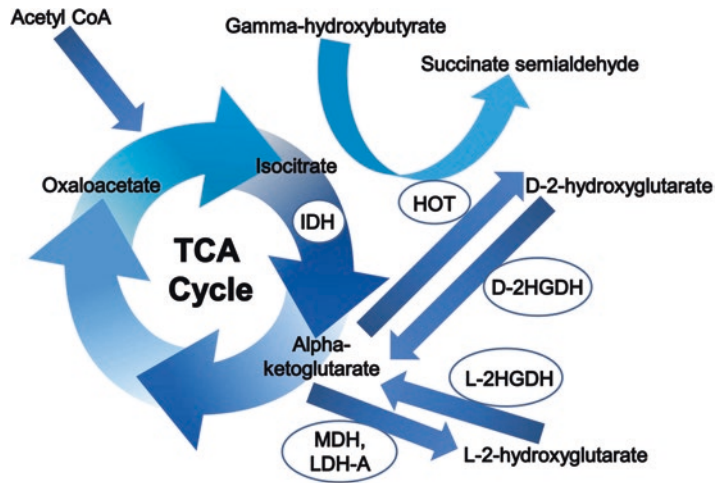 Acetyl CoA
Gamma-hydroxybutyrate
Succinate semialdehyde
Isocitrate
Oxaloacetate
HOT
D-2-hydroxyglutarate
IDH
TCA
Cycle
D-2HGDH
Alpha-
ketoglutarate
L-2HGDH
MDH,
LDH-A
L-2-hydroxyglutarate